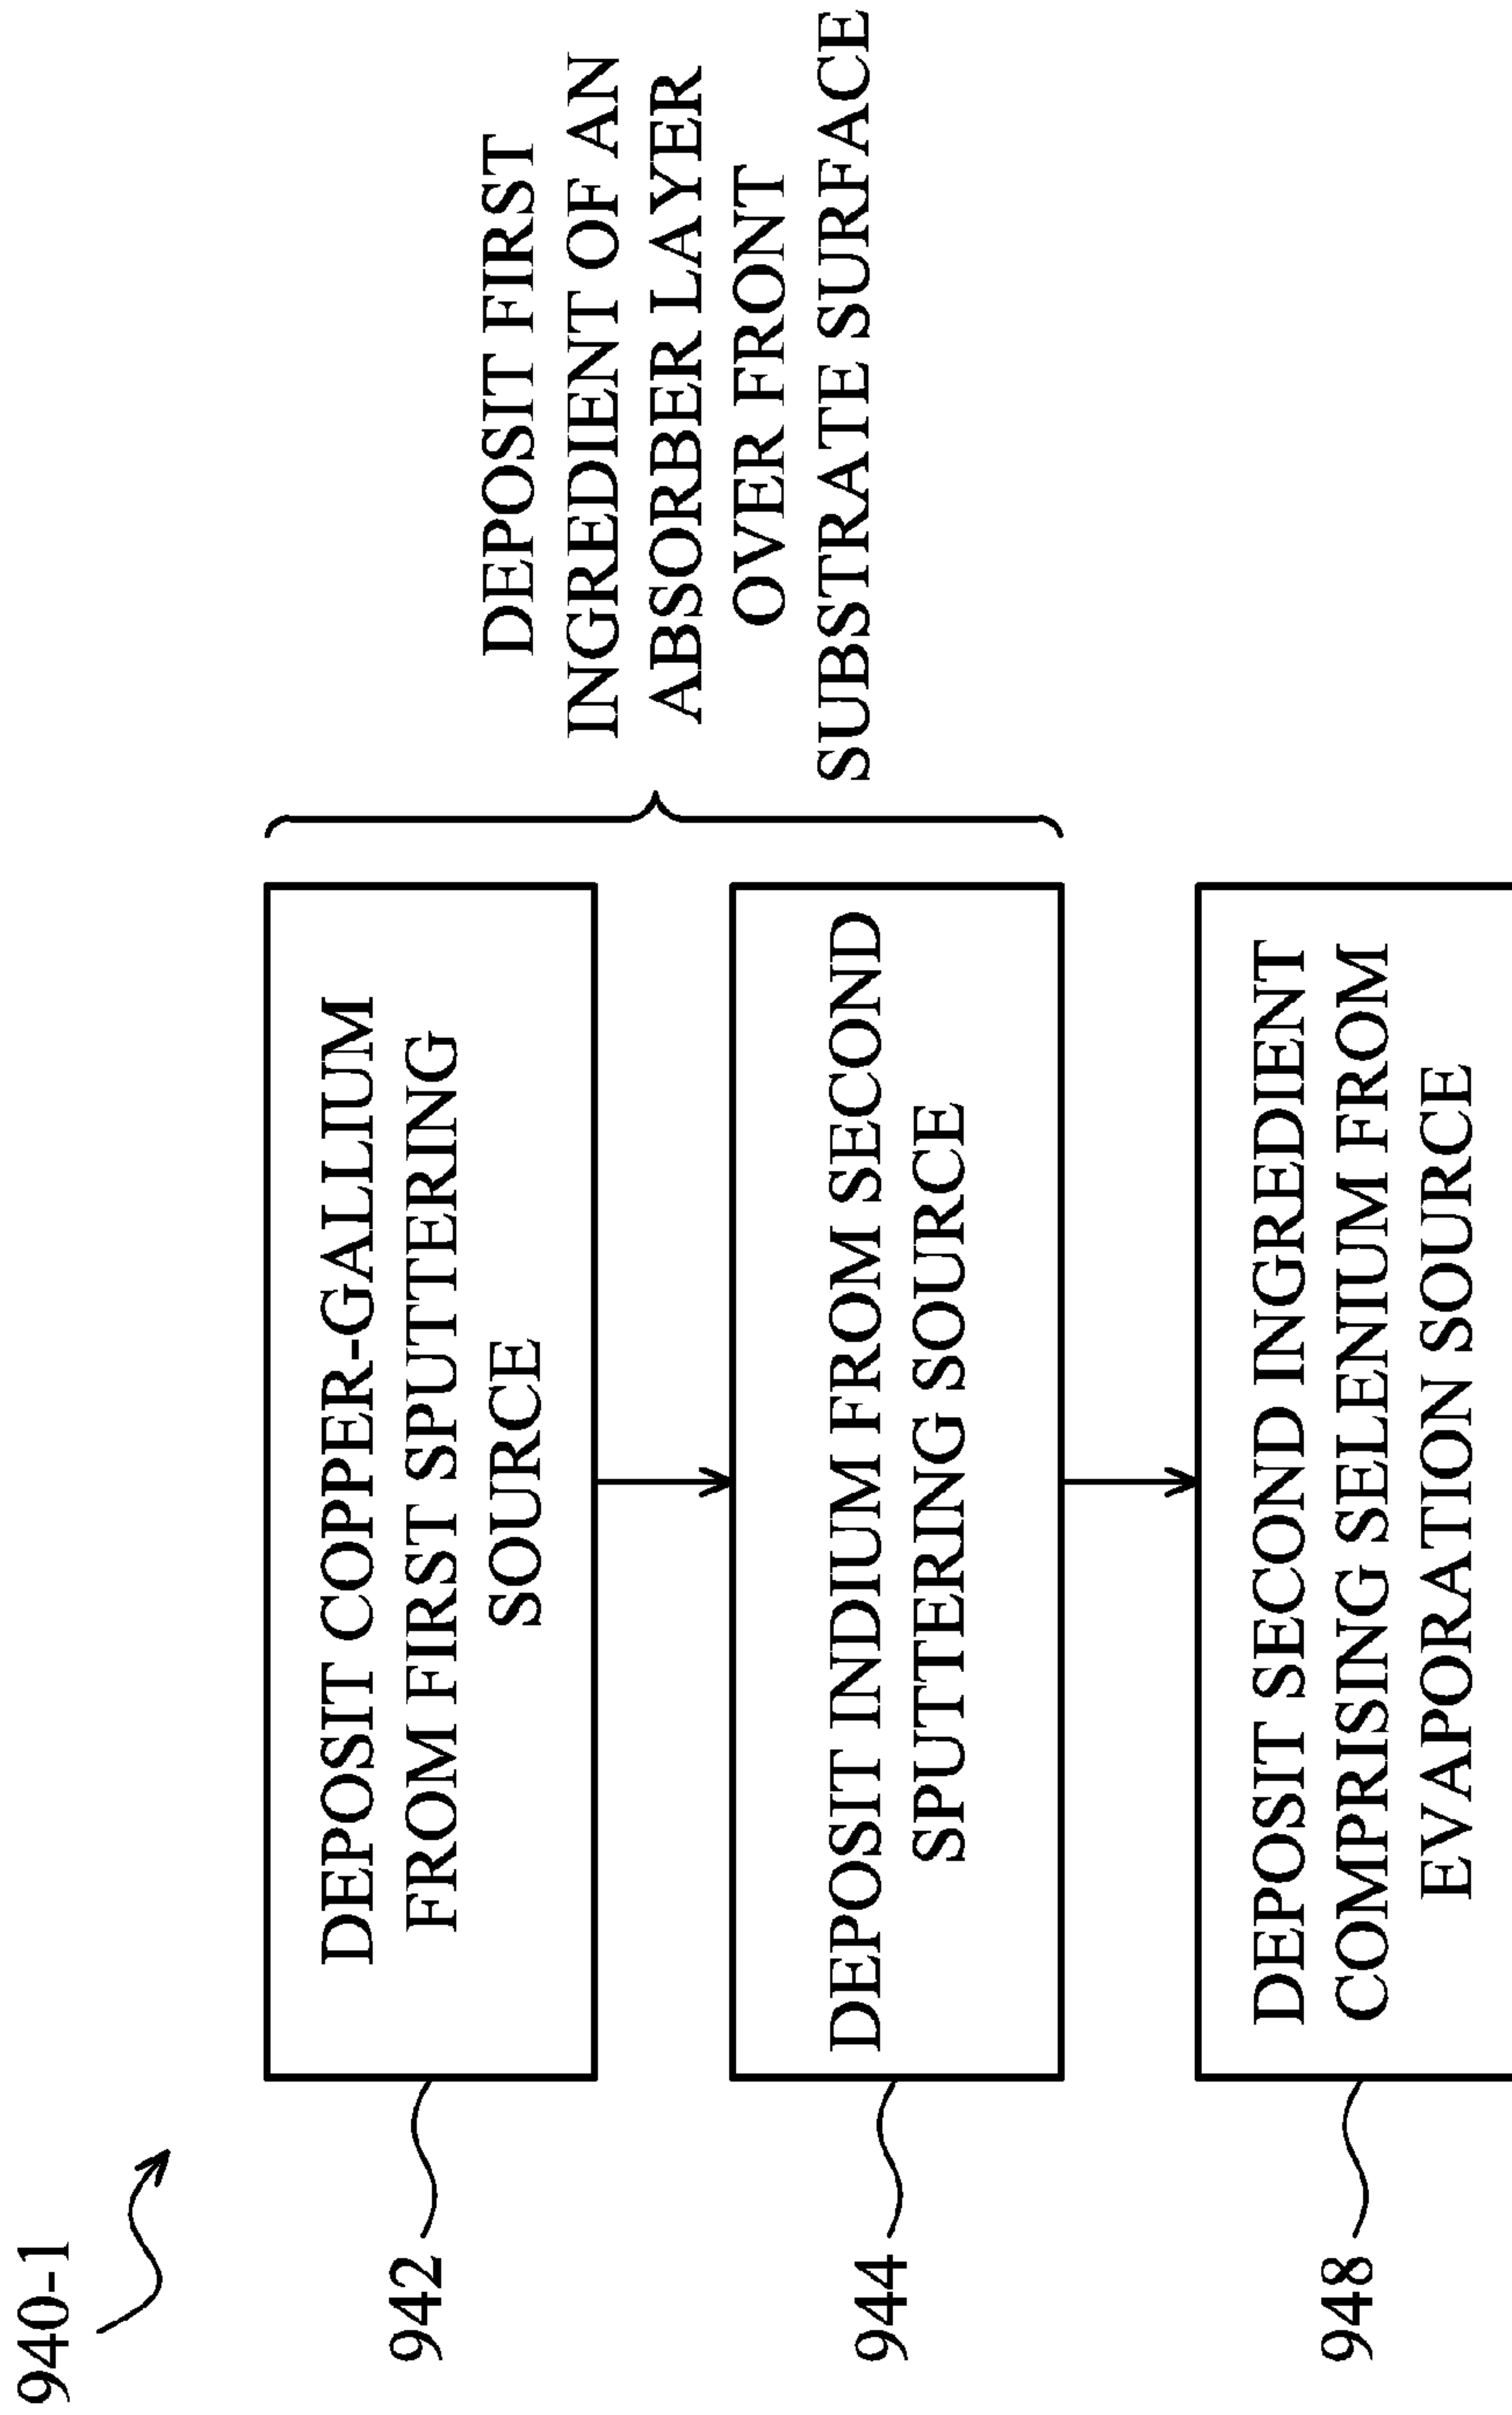 940-1
942
DEPOSIT COPPER-GALLIUM
FROM FIRST SPUTTERING
SOURCE
DEPOSIT FIRST
INGREDIENT OF AN
ABSORBER LAYER
OVER FRONT
SUBSTRATE SURFACE
944
DEPOSIT INDIUM FROM SECOND
SPUTTERING SOURCE
948
DEPOSIT SECOND INGREDIENT
COMPRISING SELENIUM FROM
EVAPORATION SOURCE